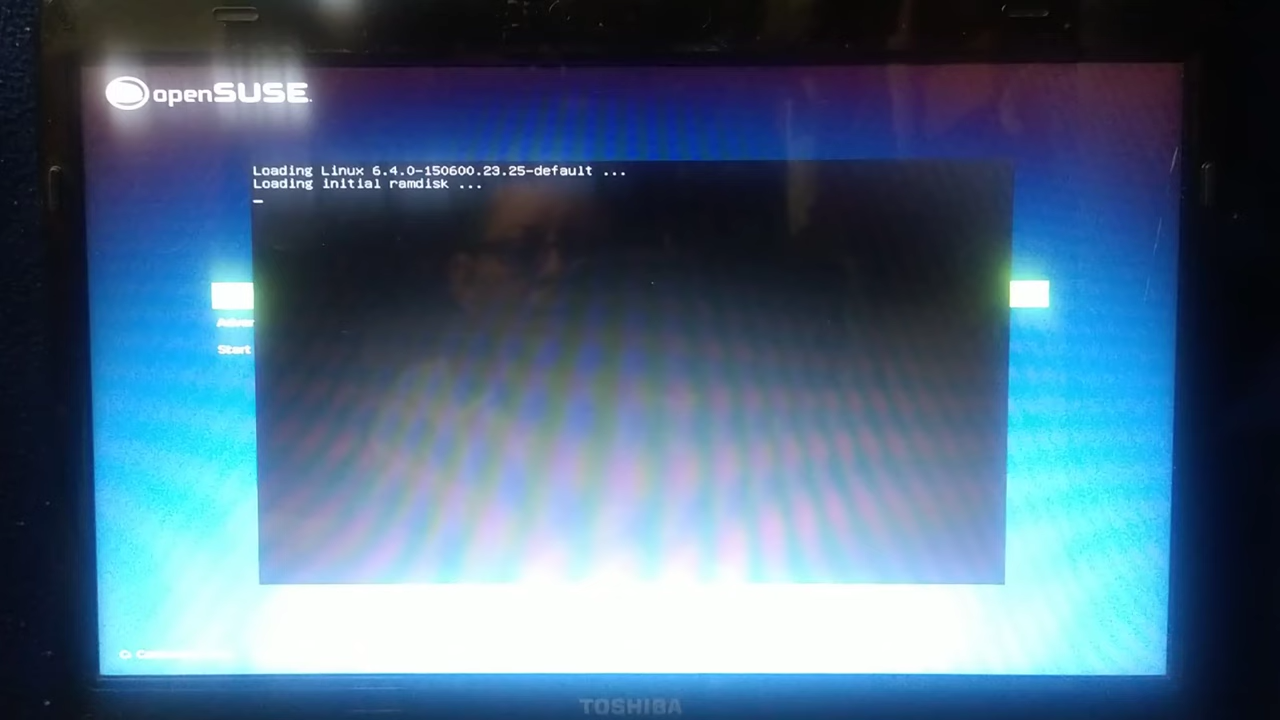 openSUSE.
Loading Linux 6.4.0-150600.23.25-default ...
Loading initial ramdisk ...
Start
TOSHIBA